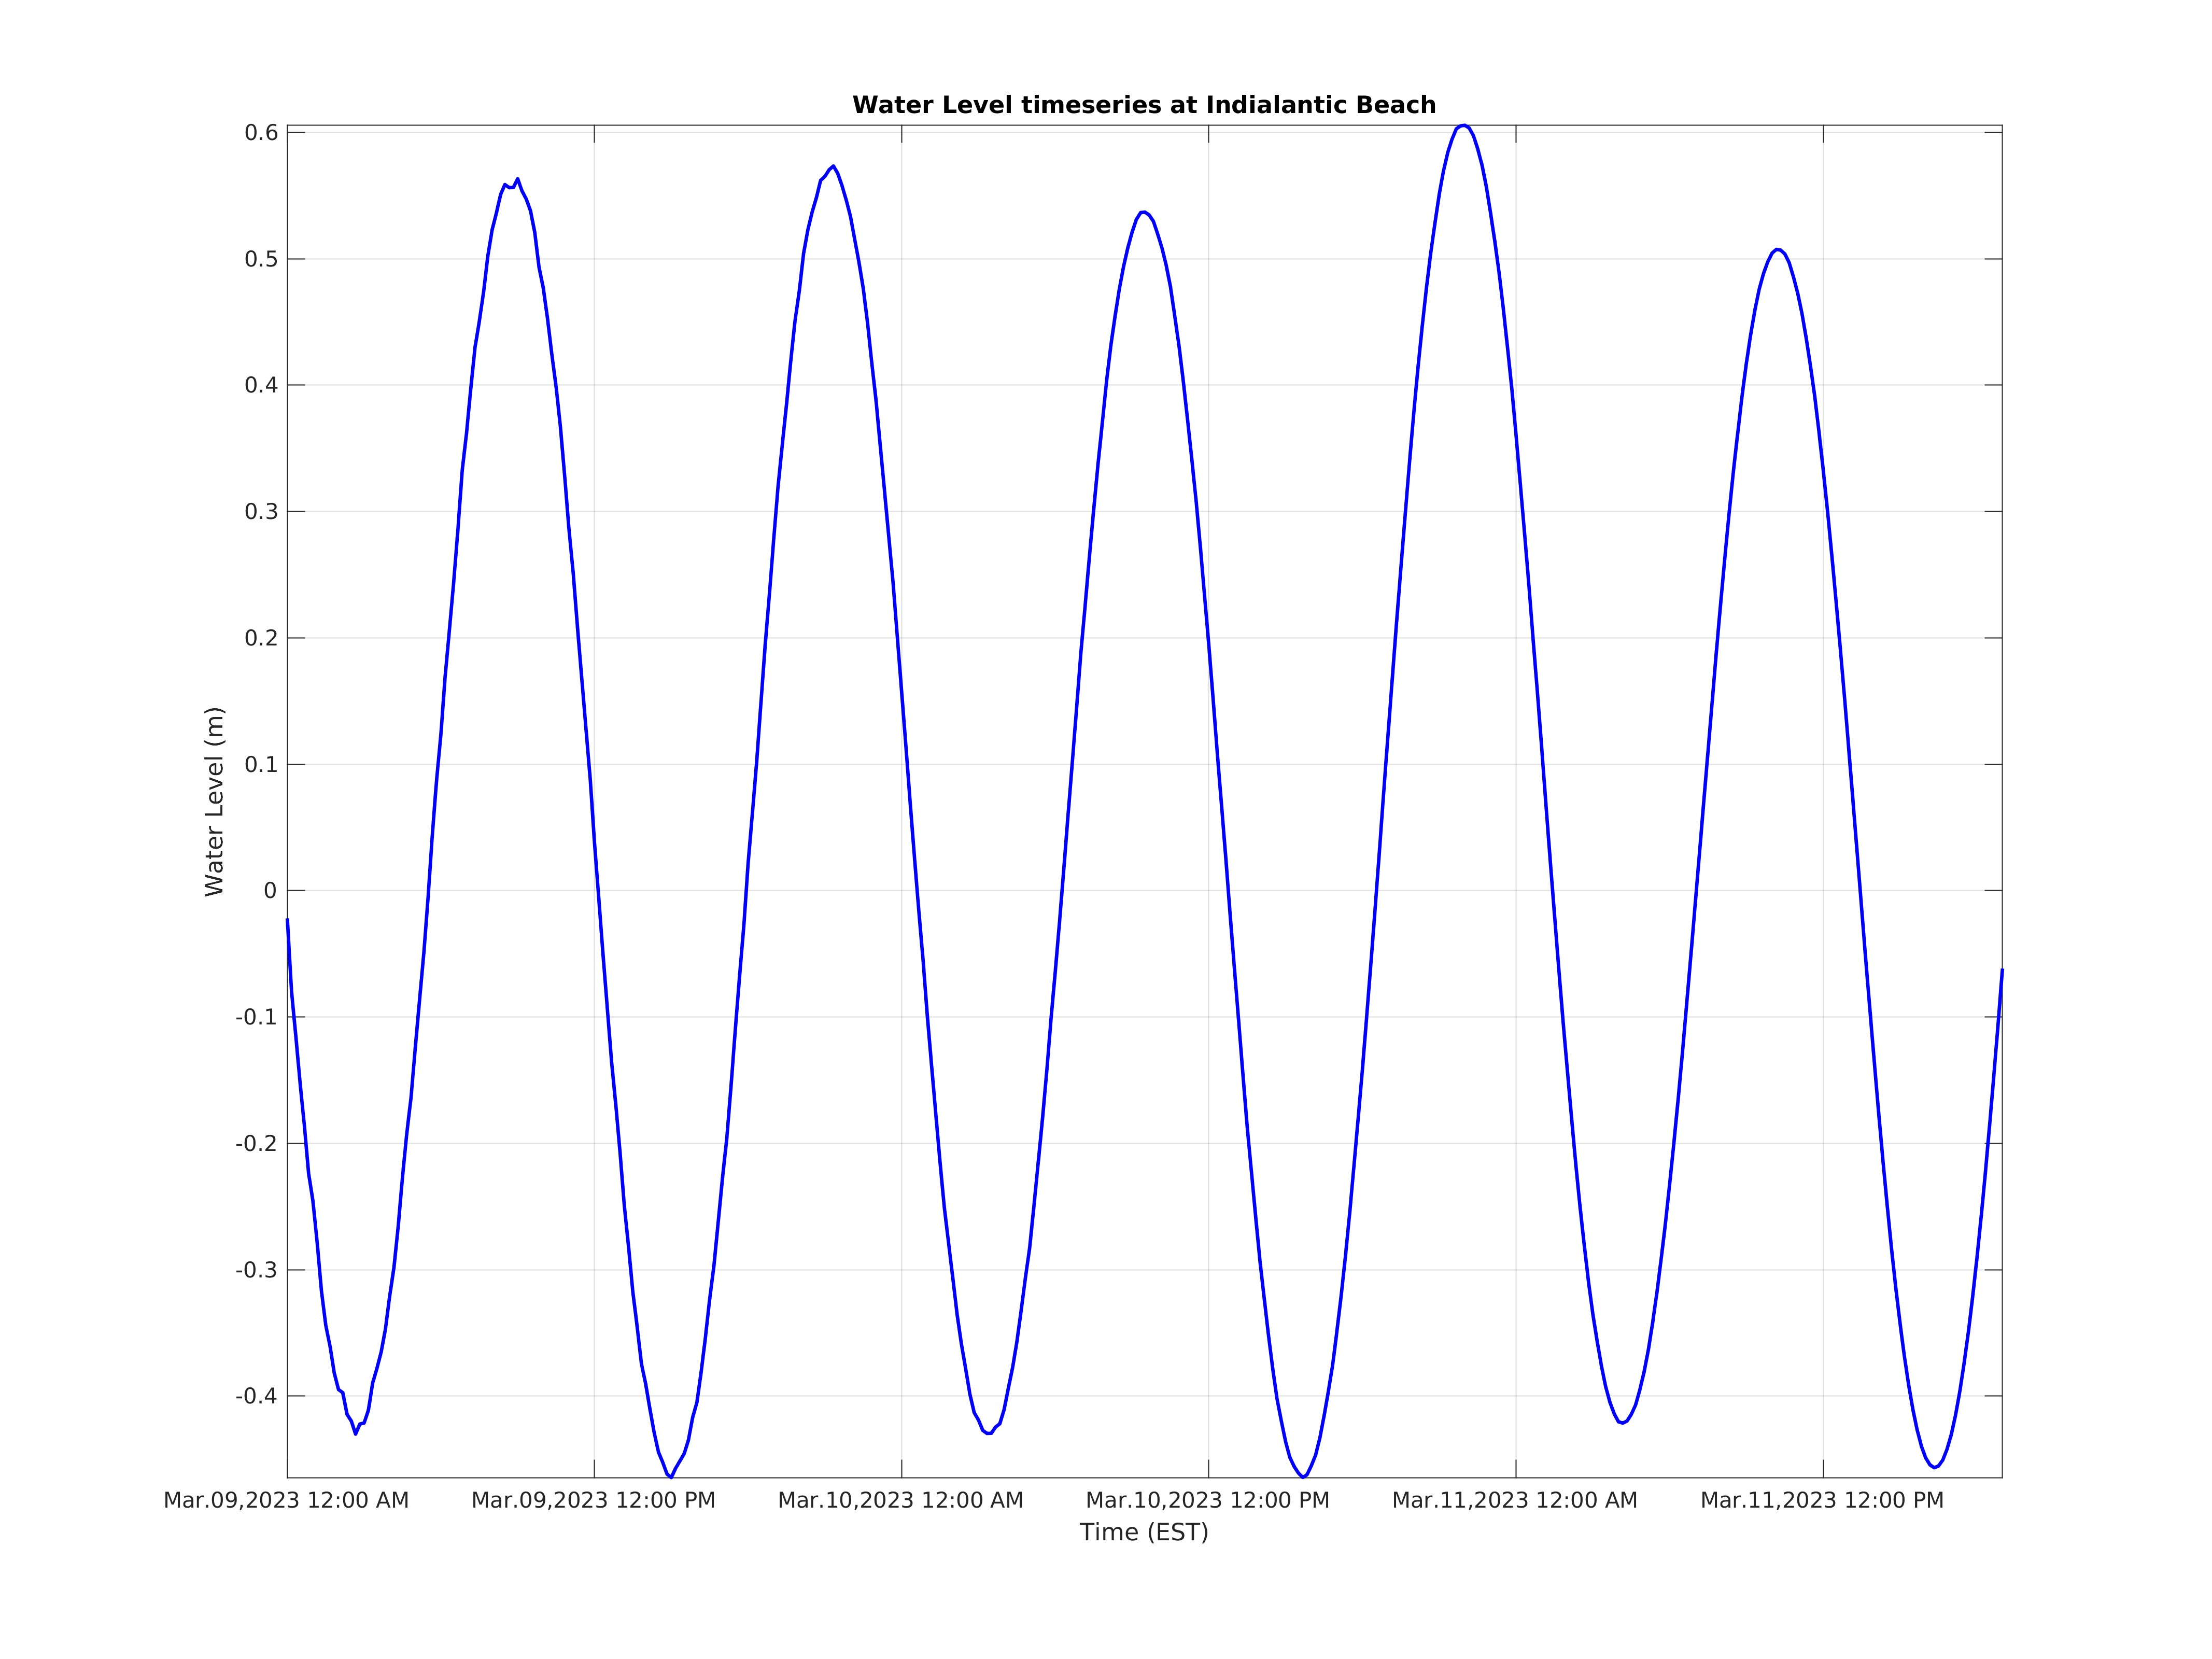 Water Level timeseries at Indialantic Beach
0.6
0.5
0.4
0.3
0.2
0.1
0
-0.1
-0.2
-0.3
-0.4
Water Level (m)
Mar.09,2023 12:00 AM Mar.09,2023 12:00 PM Mar.10,2023 12:00 AM Mar.10,2023 12:00 PM Mar.11,2023 12:00 AM Mar.11,2023 12:00 PM
Time (EST)